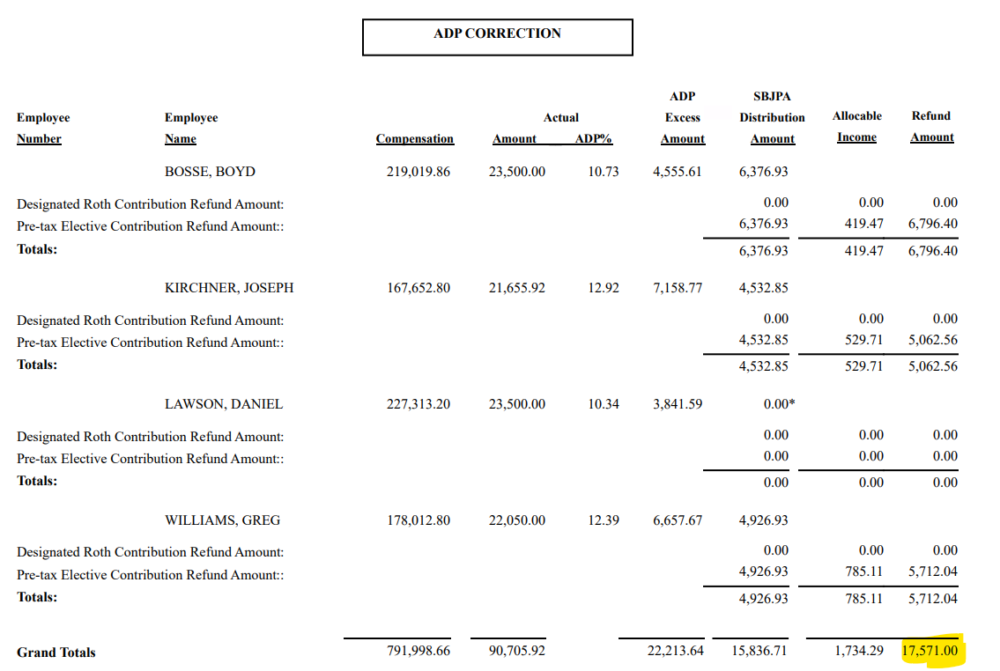 ADP CORRECTION
ADP SBJPA
Employee Employee Actual Excess Distribution Allocable Refund
Number Name Compensation Amount ADP% Amount Amount Income Amount
BOSSE, BOYD 219,019.86 23,500.00 10.73 4,555.61 6,376.93
Designated Roth Contribution Refund Amount: 0.00 0.00 0.00
Pre-tax Elective Contribution Refund Amount:: 6,376.93 419.47 6,796.40
Totals: 6,376.93 419.47 6,796.40
KIRCHNER, JOSEPH 167,652.80 21,655.92 12.92 7,158.77 4,532.85
Designated Roth Contribution Refund Amount: 0.00 0.00 0.00
Pre-tax Elective Contribution Refund Amount:: 4,532.85 529.71 5,062.56
Totals: 4,532.85 529.71 5,062.56
LAWSON, DANIEL 227,313.20 23,500.00 10.34 3,841.59 0.00*
Designated Roth Contribution Refund Amount: 0.00 0.00 0.00
Pre-tax Elective Contribution Refund Amount:: 0.00 0.00 0.00
Totals: 0.00 0.00 0.00
WILLIAMS, GREG 178,012.80 22,050.00 12.39 6,657.67 4,926.93
Designated Roth Contribution Refund Amount: 0.00 0.00 0.00
Pre-tax Elective Contribution Refund Amount:: 4,926.93 785.11 5,712.04
Totals: 4,926.93 785.11 5,712.04
Grand Totals 791,998.66 90,705.92 22,213.64 15,836.71 1,734.29 17,571.00